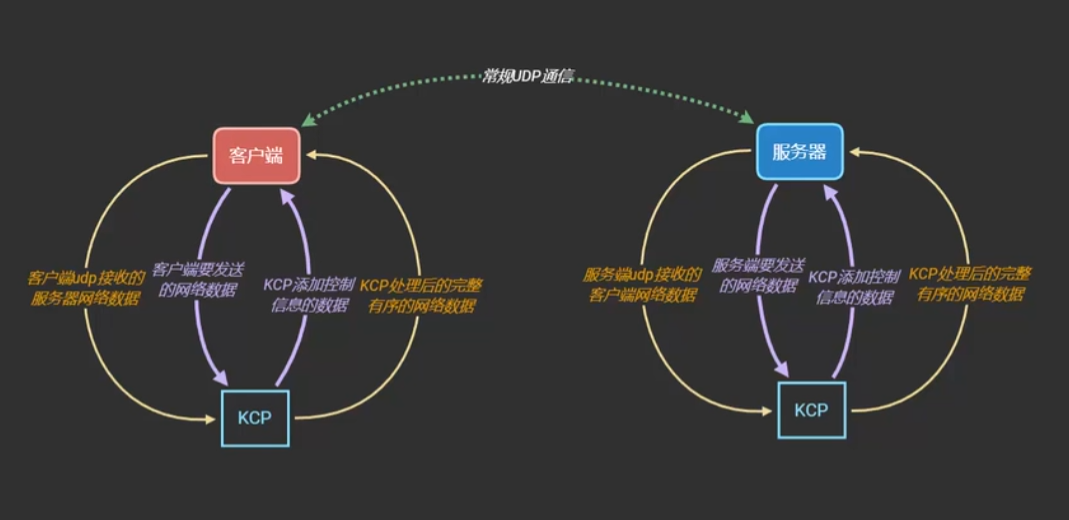 常规UDP通信
客户端
服务器
客户端udp接收的
服务器网络数据
客户端要发送
的网络数据
KCP添加控制
信息的数据
KCP处理后的完整
有序的网络数据
服务端udp接收的
客户端网络数据
服务端要发送
的网络数据
KCP添加控制
信息的数据
KCP处理后的完整
有序的网络数据
KCP
KCP